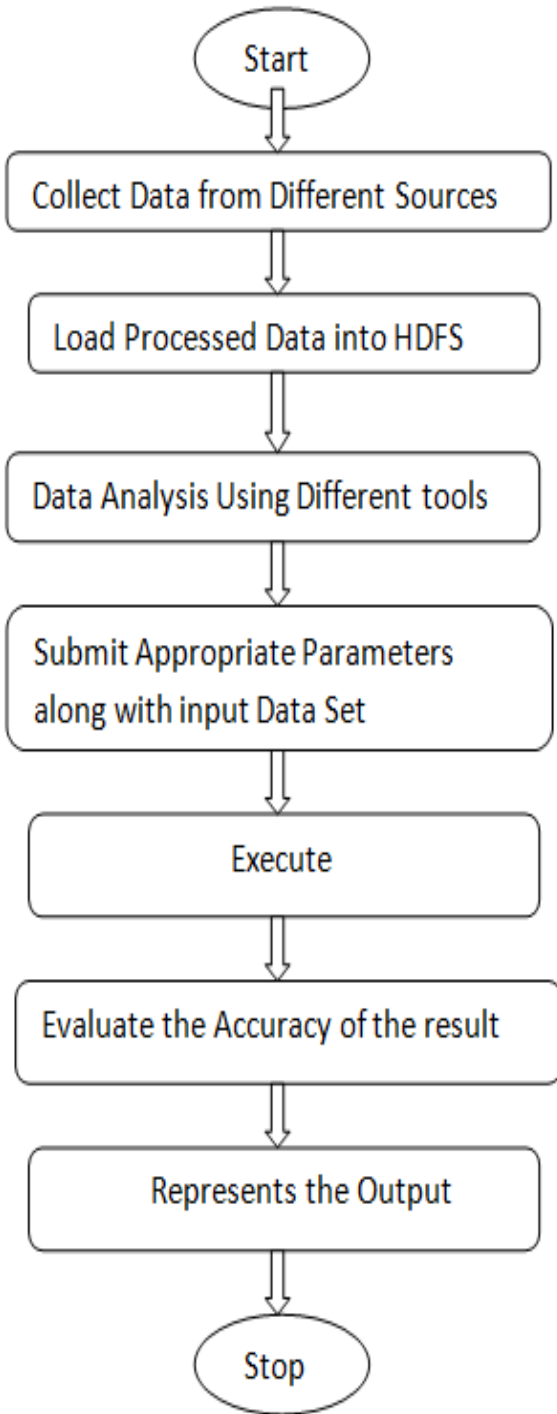 Start
Collect Data from Different Sources
Load Processed Data into HDFS
Data Analysis Using Different tools
Submit Appropriate Parameters
along with input Data Set
Execute
Evaluate the Accuracy of the result
Represents the Output
Stop